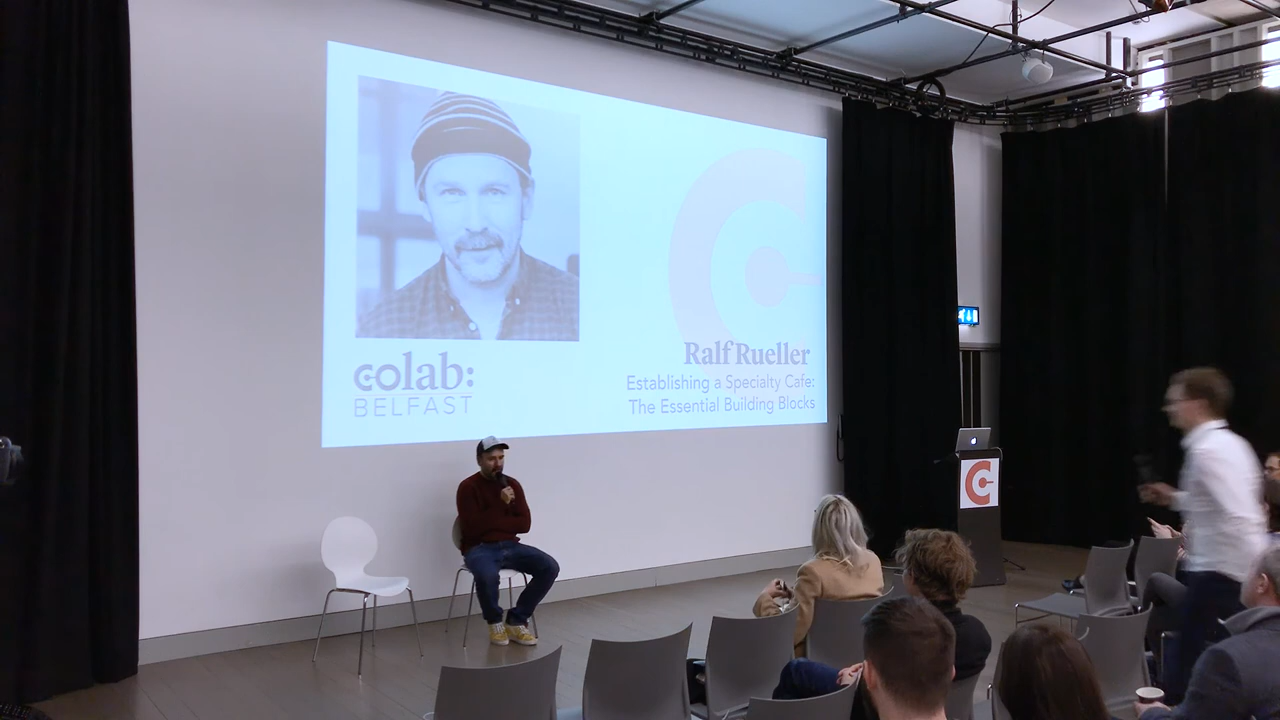 colab:
BELFAST
Ralf Rueller
Establishing a Specialty Cafe:
The Essential Building Blocks